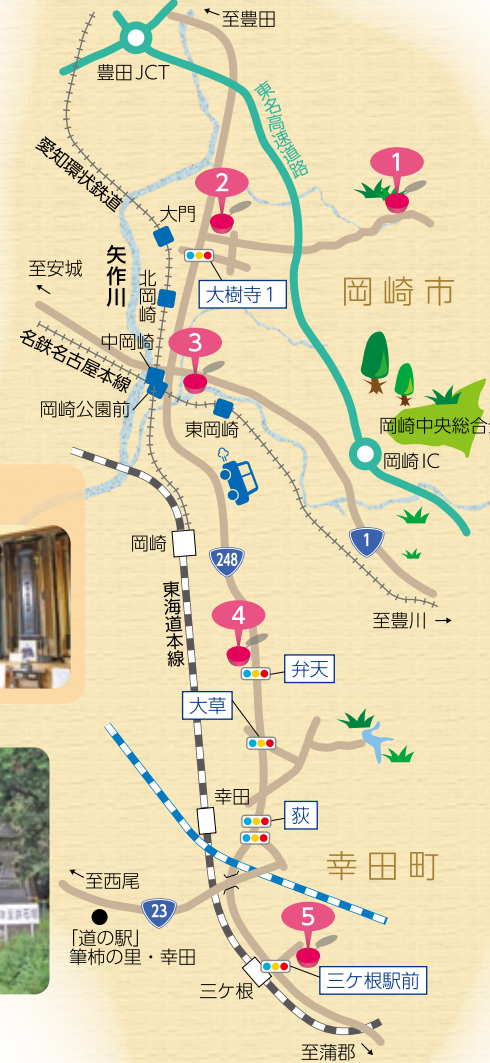 至豊田
豊田JCT
東名高速道路
愛知環状鉄道
1
2
大門
至安城
矢作川
北岡崎
大樹寺1
岡崎市
中岡崎
3
名鉄名古屋本線
岡崎公園前
東岡崎
岡崎中央総合
岡崎IC
岡崎
248
1
東海道本線
4
至豊川
弁天
大草
幸田
荻
幸田町
至西尾
23
5
「道の駅」
筆柿の里・幸田
三ケ根
三ケ根駅前
至蒲郡